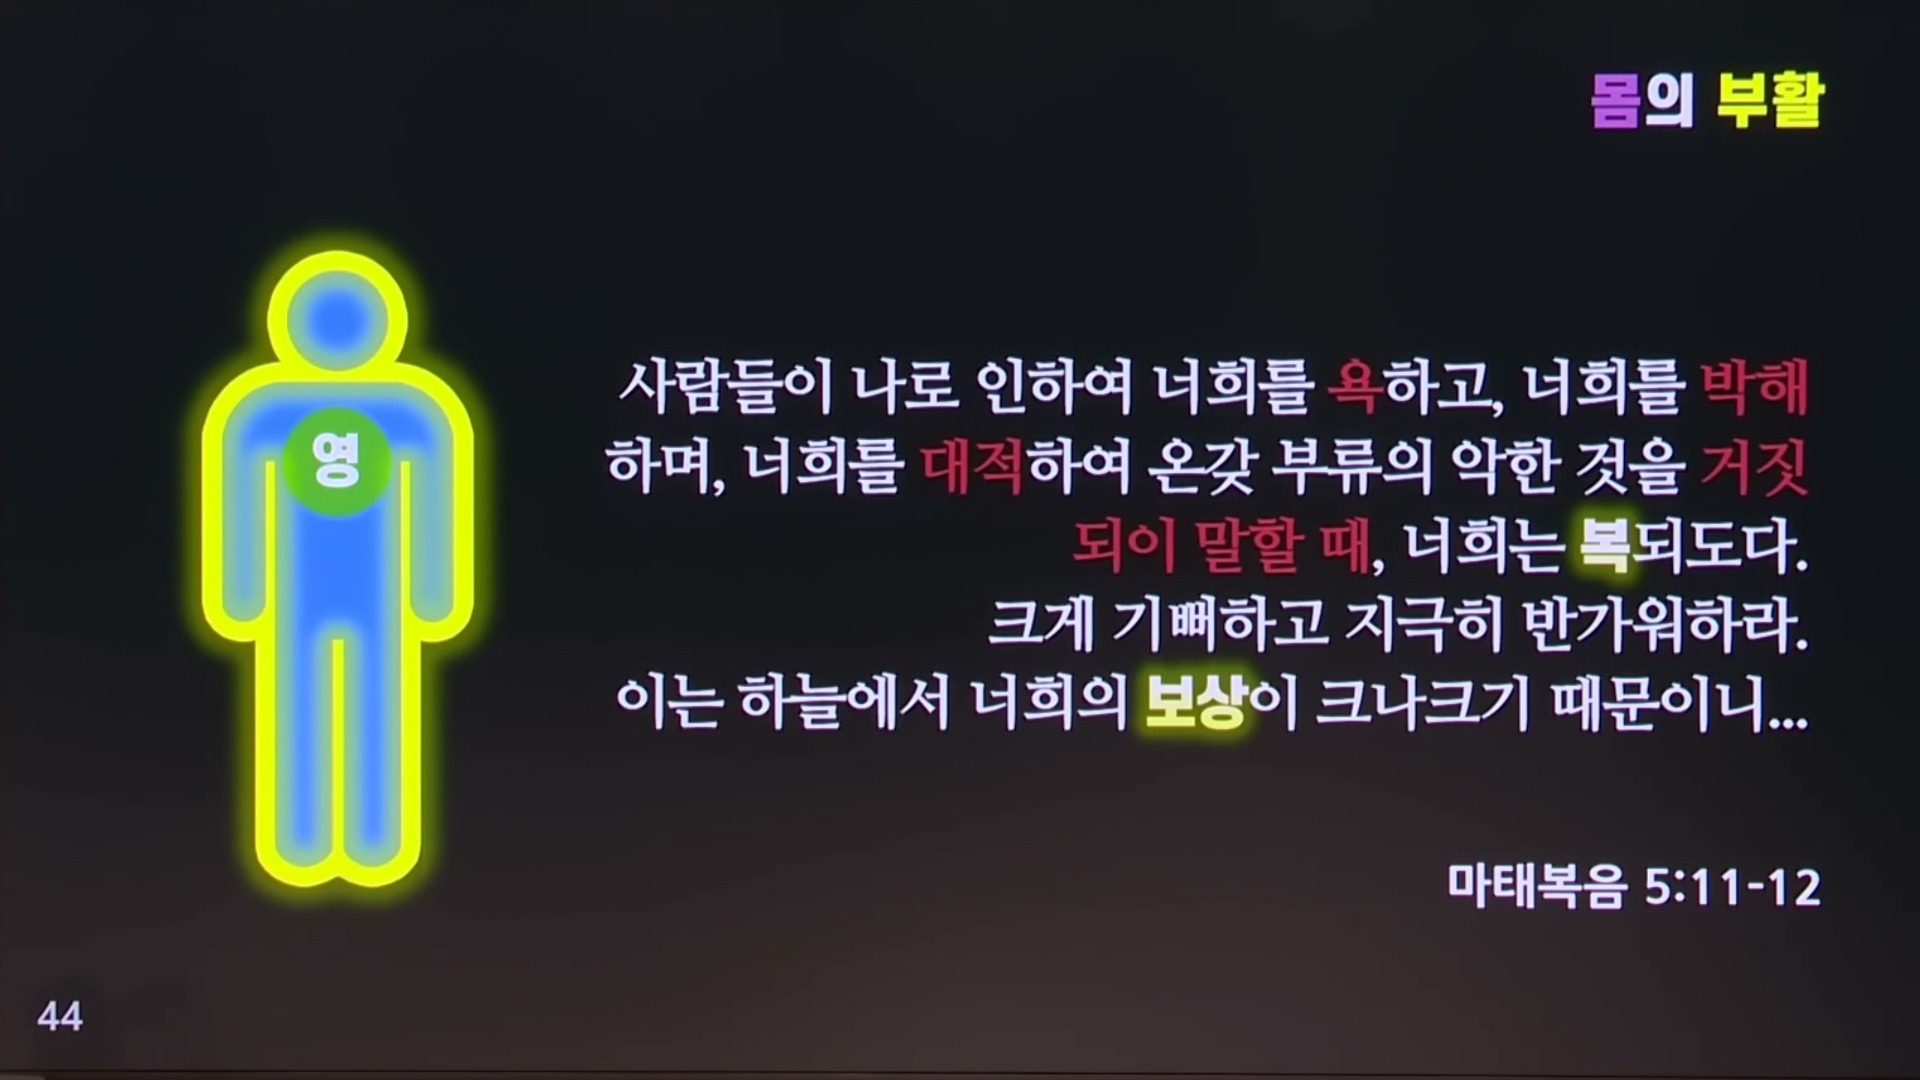 몸의 부활
영
사람들이 나로 인하여 너희를 욕하고, 너희를 박해
하며, 너희를 대적하여 온갖 부류의 악한 것을 거짓
되이 말할 때, 너희는 복되도다.
크게 기뻐하고 지극히 반가워하라.
이는 하늘에서 너희의 보상이 크나크기 때문이니...
마태복음 5:11-12
44